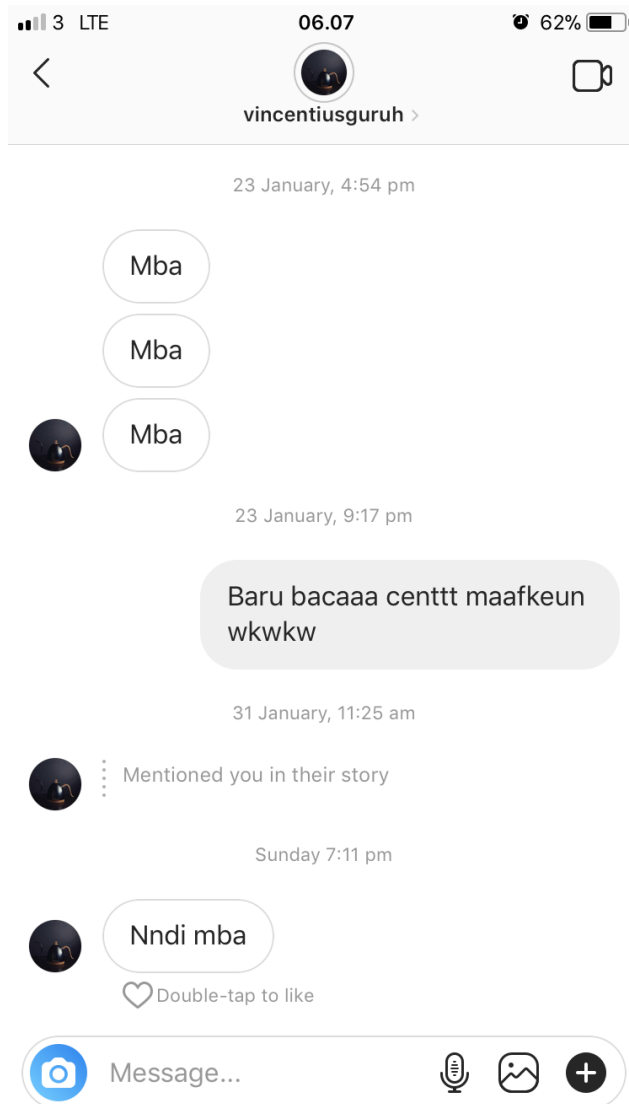 3 LTE 06.07 62%
vincentiusguruh
23 January, 4:54 pm
Mba
Mba
Mba
23 January, 9:17 pm
Baru bacaaa centtt maafkeun
wkwkw
31 January, 11:25 am
Mentioned you in their story
Sunday 7:11 pm
Nndi mba
Double-tap to like
Message...